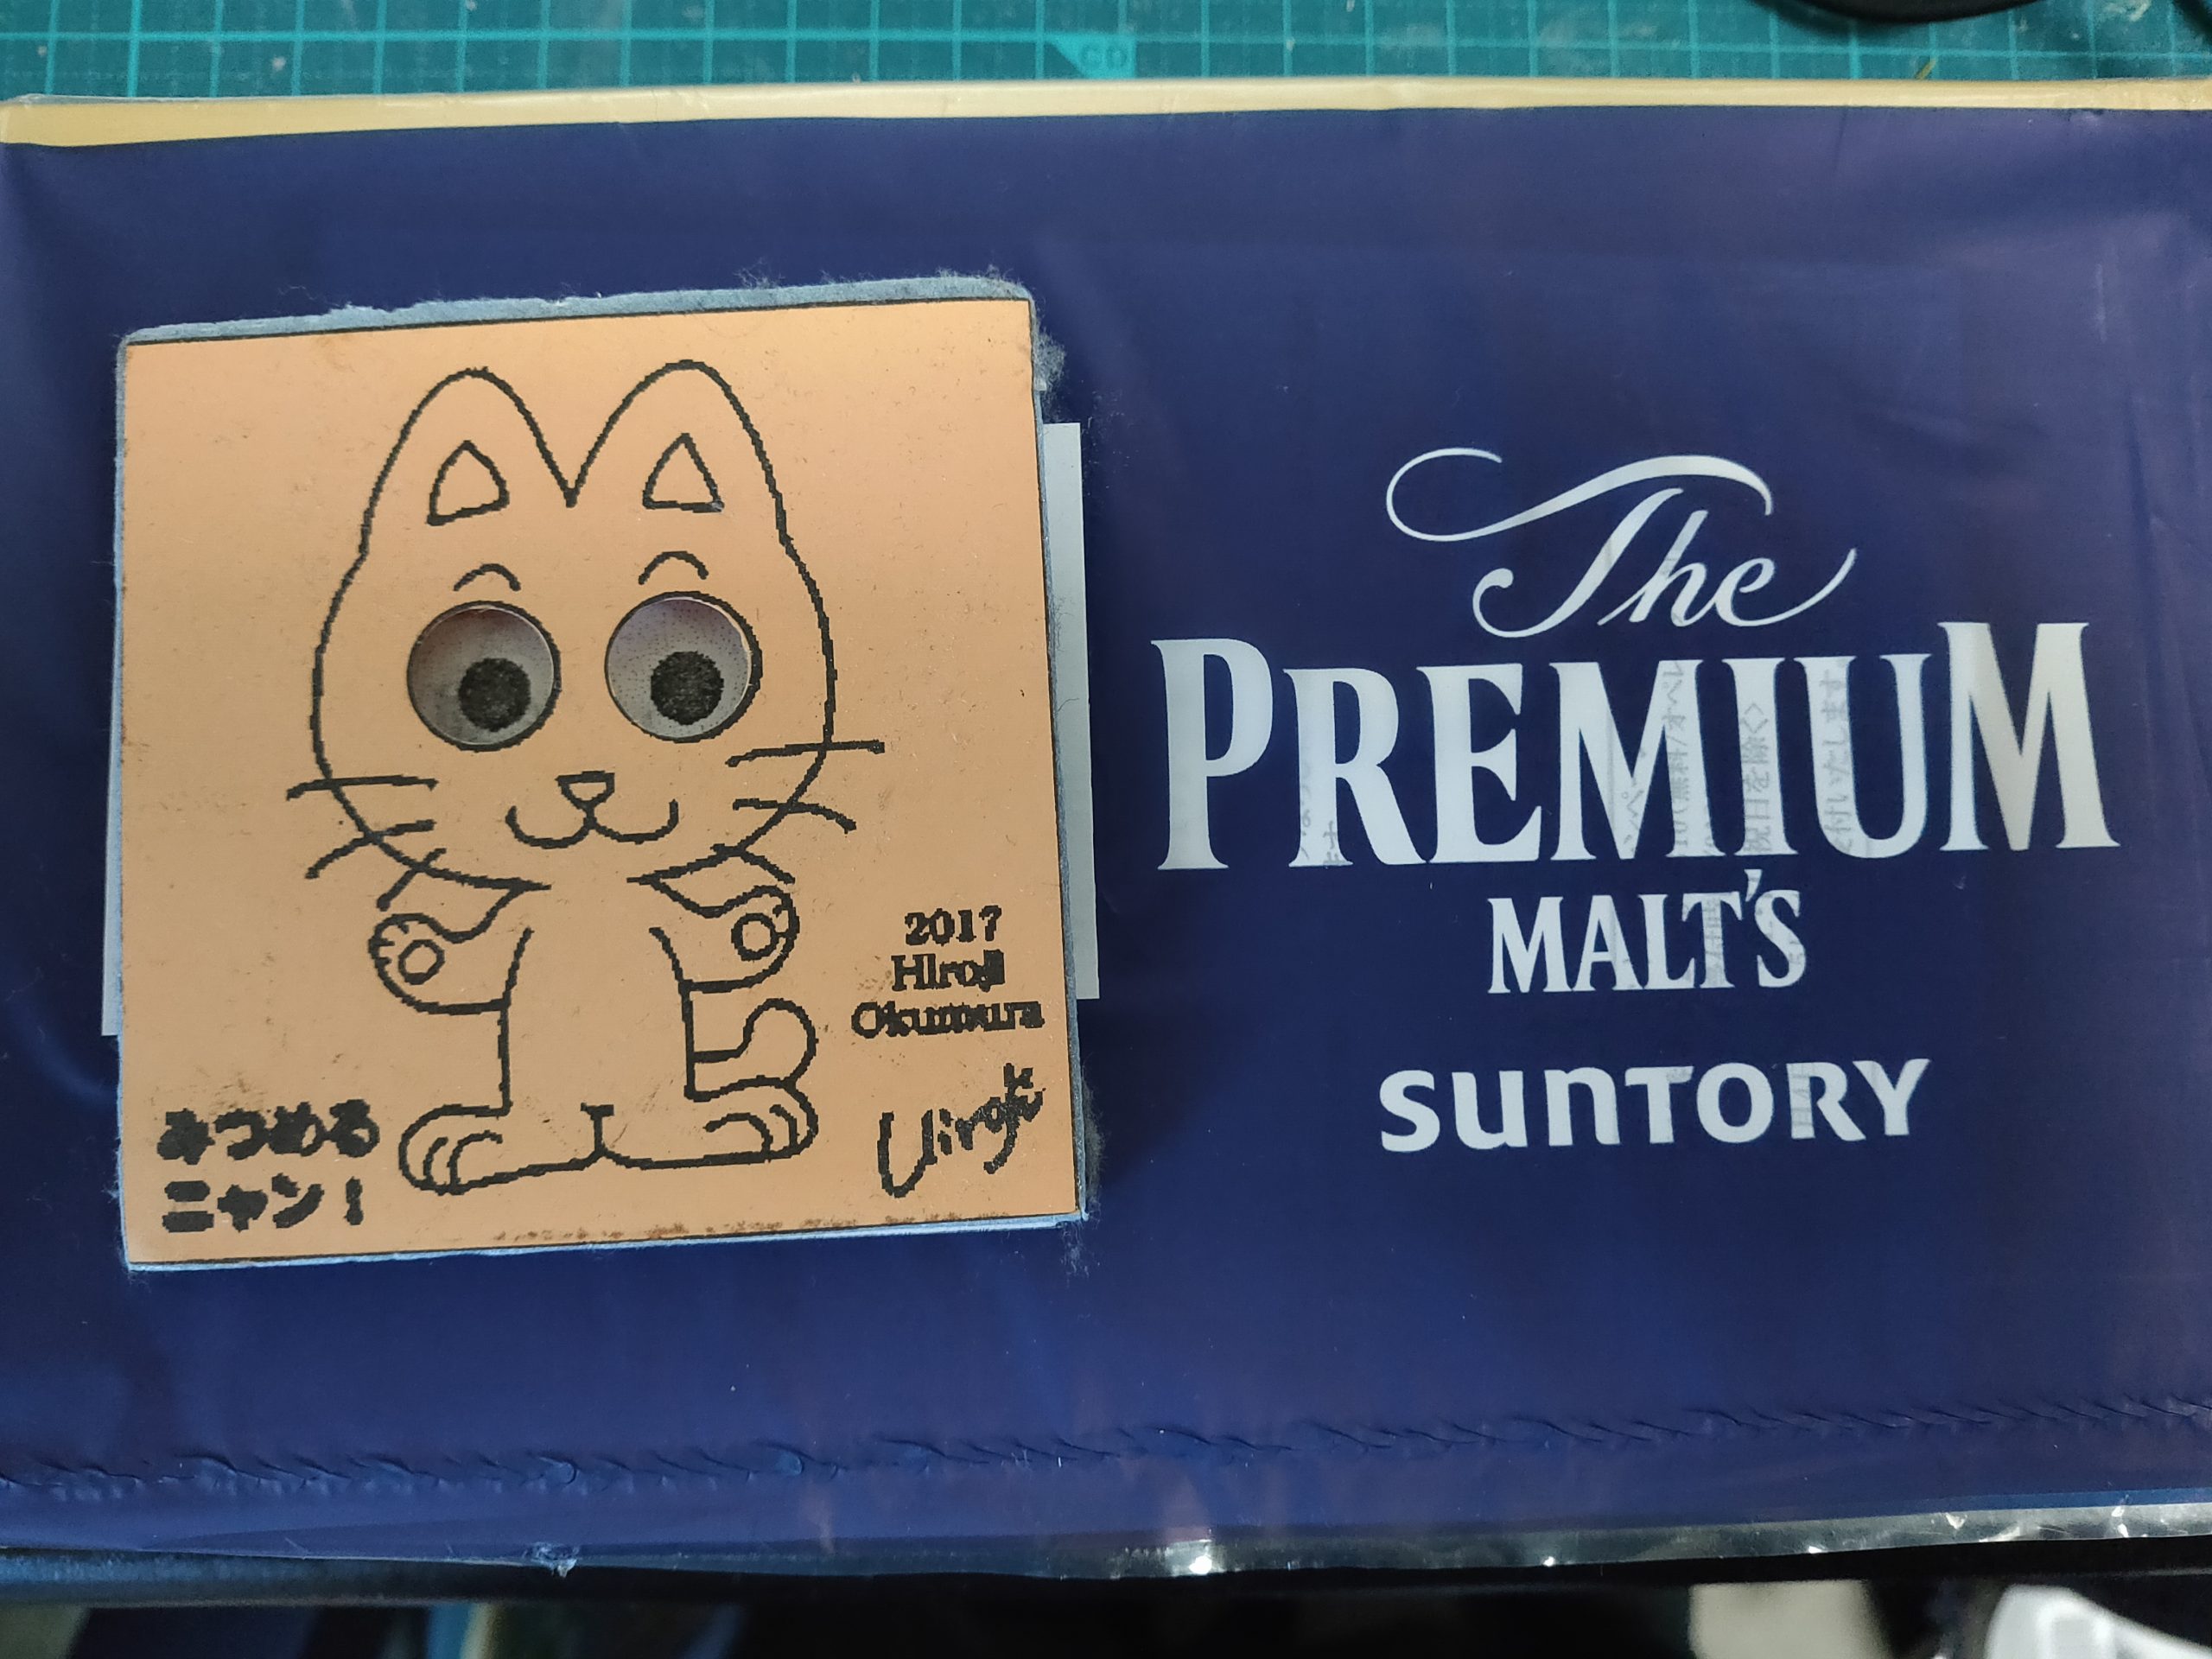 2017
Hiroji
Okumura
みつめる
ニャン！
The
PREMIUM
MALT'S
SUNTORY